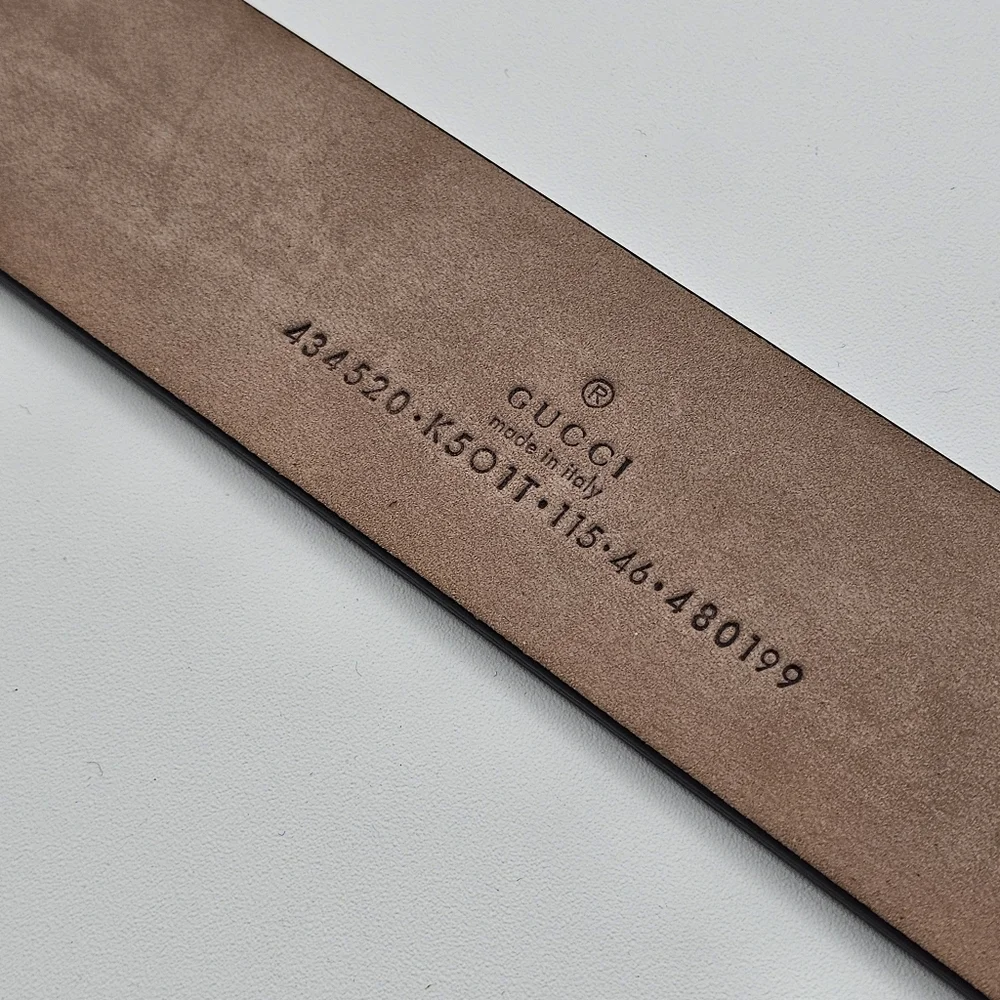 ®
GUCCI
made in italy
434520·K5O1T·115·46·480199